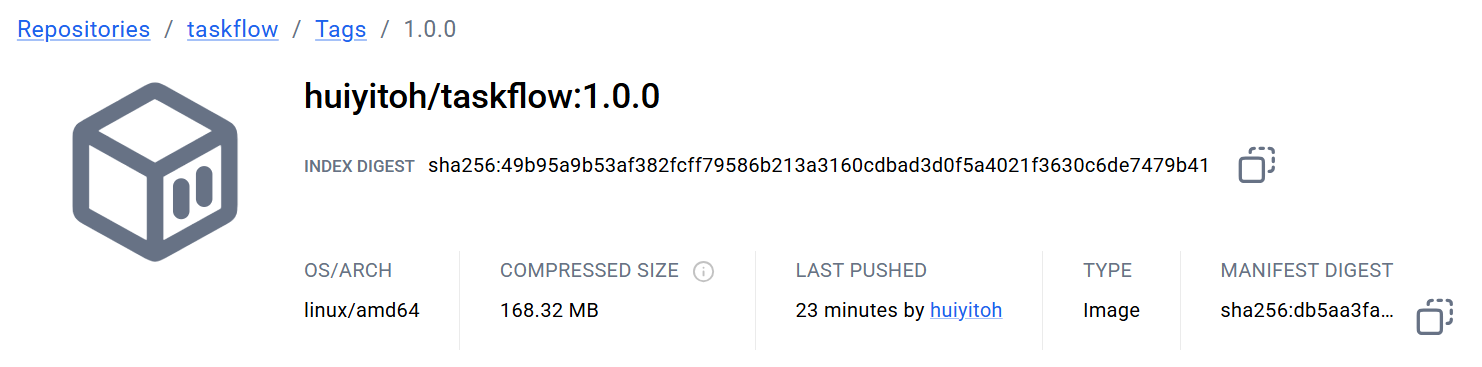 Repositories / taskflow / Tags / 1.0.0
huiyitoh/taskflow:1.0.0
INDEX DIGEST sha256:49b95a9b53af382fcff79586b213a3160cdbad3d0f5a4021f3630c6de7479b41
OS/ARCH COMPRESSED SIZE LAST PUSHED TYPE MANIFEST DIGEST
linux/amd64 168.32 MB 23 minutes by huiyitoh Image sha256:db5aa3fa...